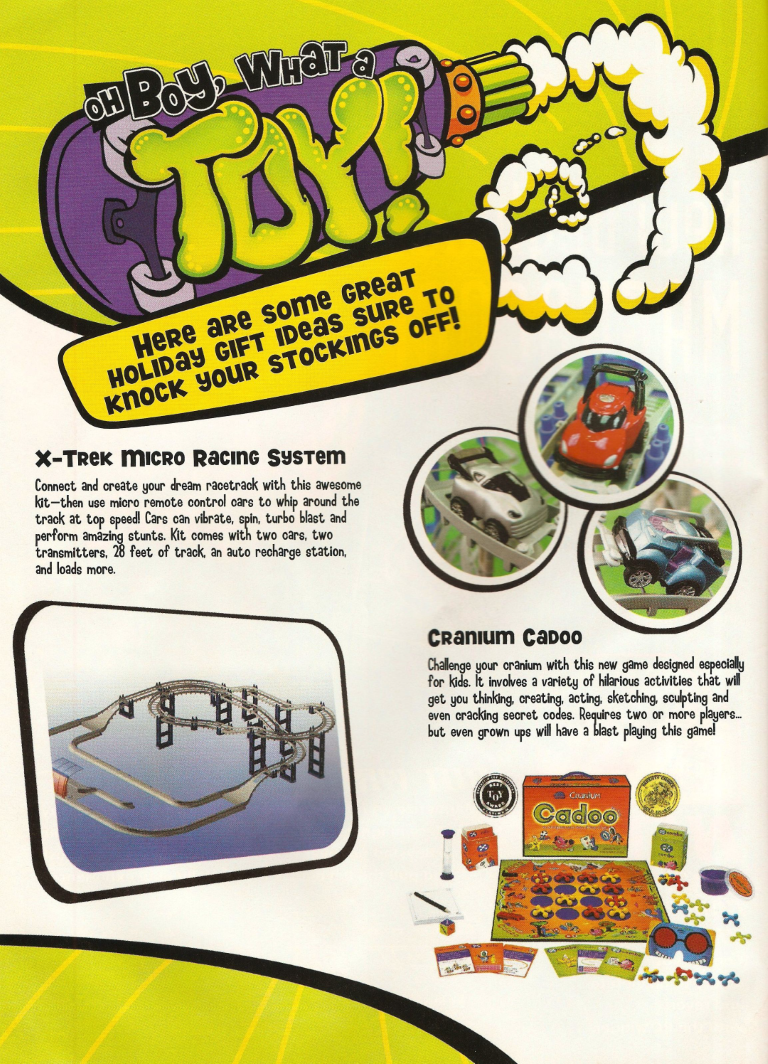 OH BOY, WHAT A
TOY!
HERE ARE SOME GREAT
HOLIDAY GIFT IDEAS SURE TO
KNOCK YOUR STOCKINGS OFF!
X-TREK MICRO RACING SYSTEM
Connect and create your dream racetrack with this awesome
kit—then use micro remote control cars to whip around the
track at top speed! Cars can vibrate, spin, turbo blast and
perform amazing stunts. Kit comes with two cars, two
transmitters, 28 feet of track, an auto recharge station,
and loads more.
CRANIUM CADOO
Challenge your cranium with this new game designed especially
for kids. It involves a variety of hilarious activities that will
get you thinking, creating, acting, sketching, sculpting and
even cracking secret codes. Requires two or more players...
but even grown ups will have a blast playing this game!
BEST
TOY
AWARD
Cranium
Cadoo